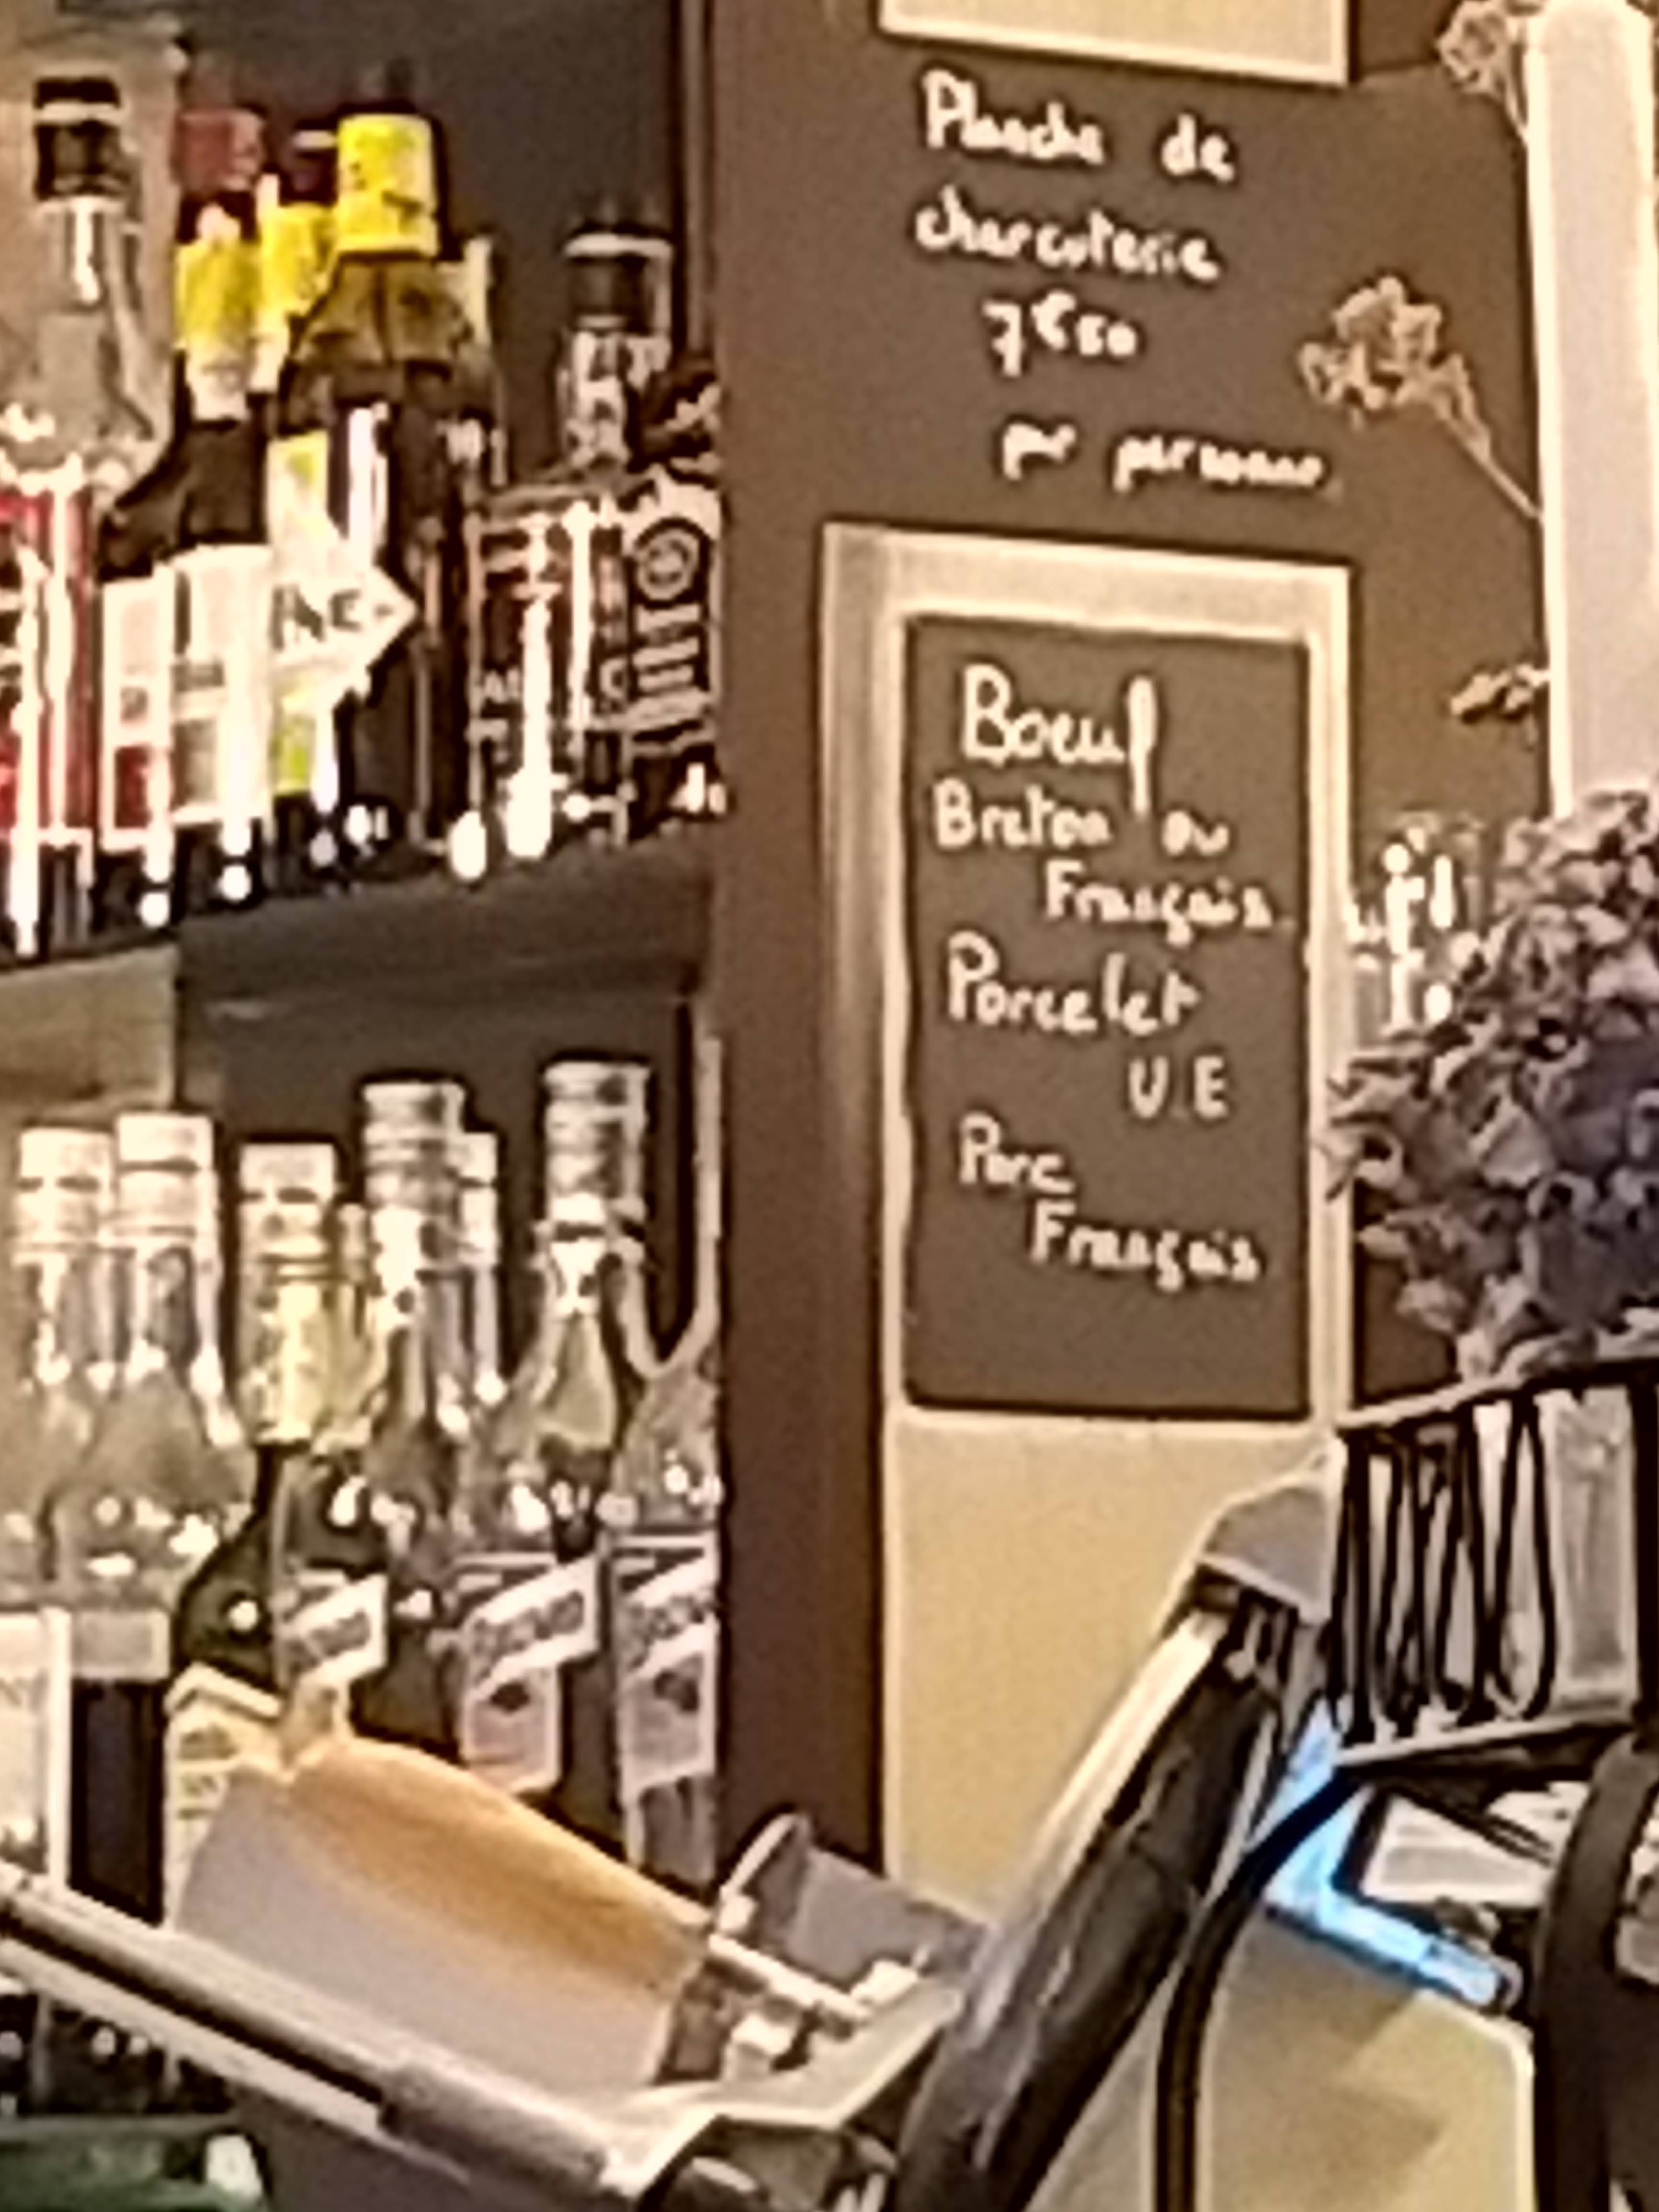 Planche de
charcuterie
7€50
par personne
Boeuf
Breton ou
Français
Porcelet
U.E
Porc
Français